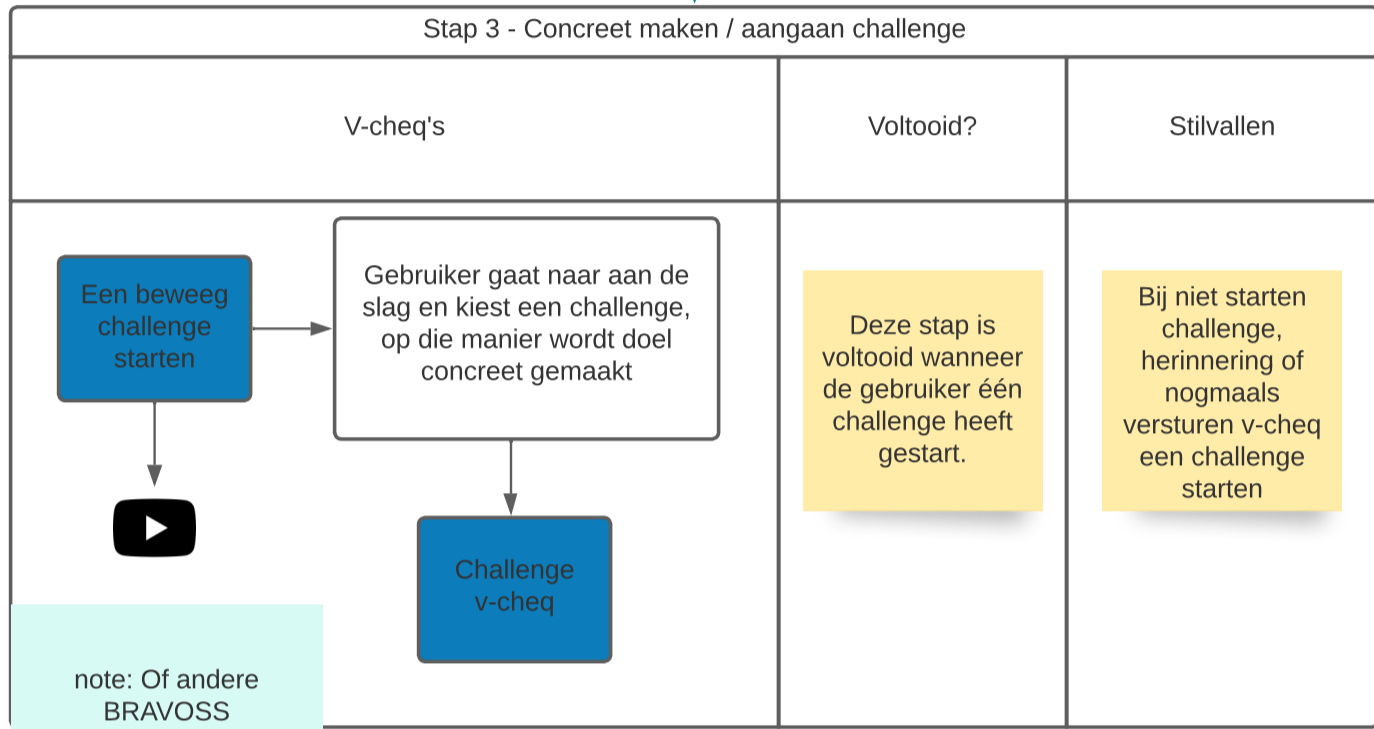 Stap 3 - Concreet maken / aangaan challenge
V-cheq's
Voltooid?
Stilvallen
Een beweeg
challenge
starten
Gebruiker gaat naar aan de
slag en kiest een challenge,
op die manier wordt doel
concreet gemaakt
Challenge
v-cheq
note: Of andere
BRAVOSS
Deze stap is
voltooid wanneer
de gebruiker één
challenge heeft
gestart.
Bij niet starten
challenge,
herinnering of
nogmaals
versturen v-cheq
een challenge
starten